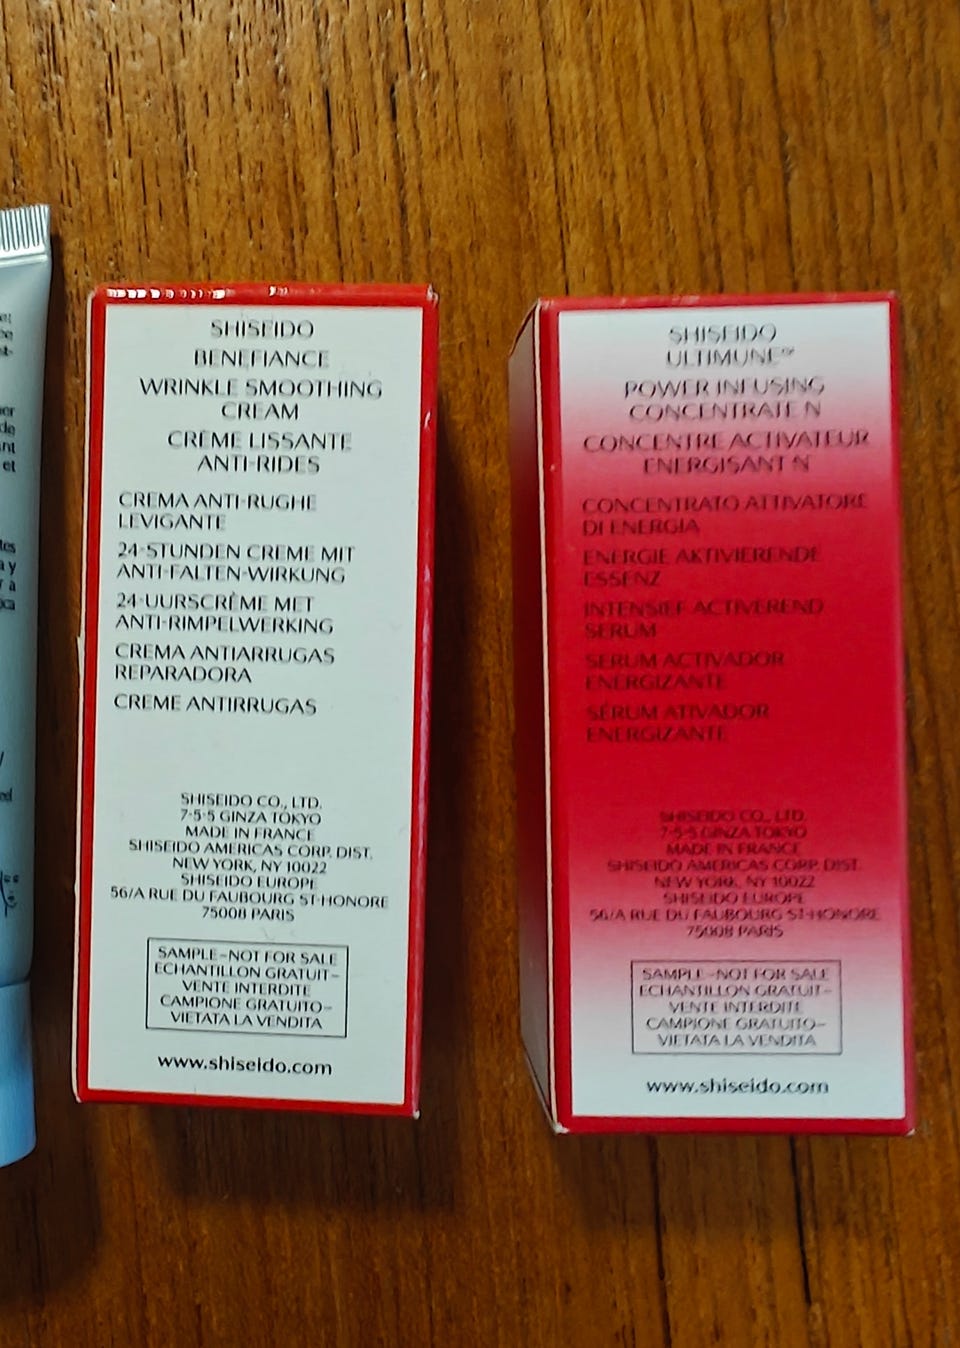 SHISEIDO
BENEFIANCE
WRINKLE SMOOTHING
CREAM
CRÈME LISSANTE
ANTI-RIDES
CREMA ANTI-RUGHE
LEVIGANTE
24-STUNDEN CREME MIT
ANTI-FALTEN-WIRKUNG
24-UURSCRÈME MET
ANTI-RIMPELWERKING
CREMA ANTIARRUGAS
REPARADORA
CREME ANTIRRUGAS
SHISEIDO CO., LTD.
7-5-5 GINZA TOKYO
MADE IN FRANCE
SHISEIDO AMERICAS CORP. DIST.
NEW YORK, NY 10022
SHISEIDO EUROPE
56/A RUE DU FAUBOURG ST-HONORE
75008 PARIS
SAMPLE-NOT FOR SALE
ECHANTILLON GRATUIT-
VENTE INTERDITE
CAMPIONE GRATUITO-
VIETATA LA VENDITA
www.shiseido.com
SHISEIDO
ULTIMUNE™
POWER INFUSING
CONCENTRATE N
CONCENTRÉ ACTIVATEUR
ENERGISANT N
CONCENTRATO ATTIVATORE
DI ENERGIA
ENERGIE AKTIVIERENDE
ESSENZ
INTENSIEF ACTIVEREND
SERUM
SERUM ACTIVADOR
ENERGIZANTE
SÉRUM ATIVADOR
ENERGIZANTE
SHISEIDO CO., LTD.
7-5-5 GINZA TOKYO
MADE IN FRANCE
SHISEIDO AMERICAS CORP. DIST.
NEW YORK, NY 10022
SHISEIDO EUROPE
56/A RUE DU FAUBOURG ST-HONORE
75008 PARIS
SAMPLE-NOT FOR SALE
ECHANTILLON GRATUIT-
VENTE INTERDITE
CAMPIONE GRATUITO-
VIETATA LA VENDITA
www.shiseido.com